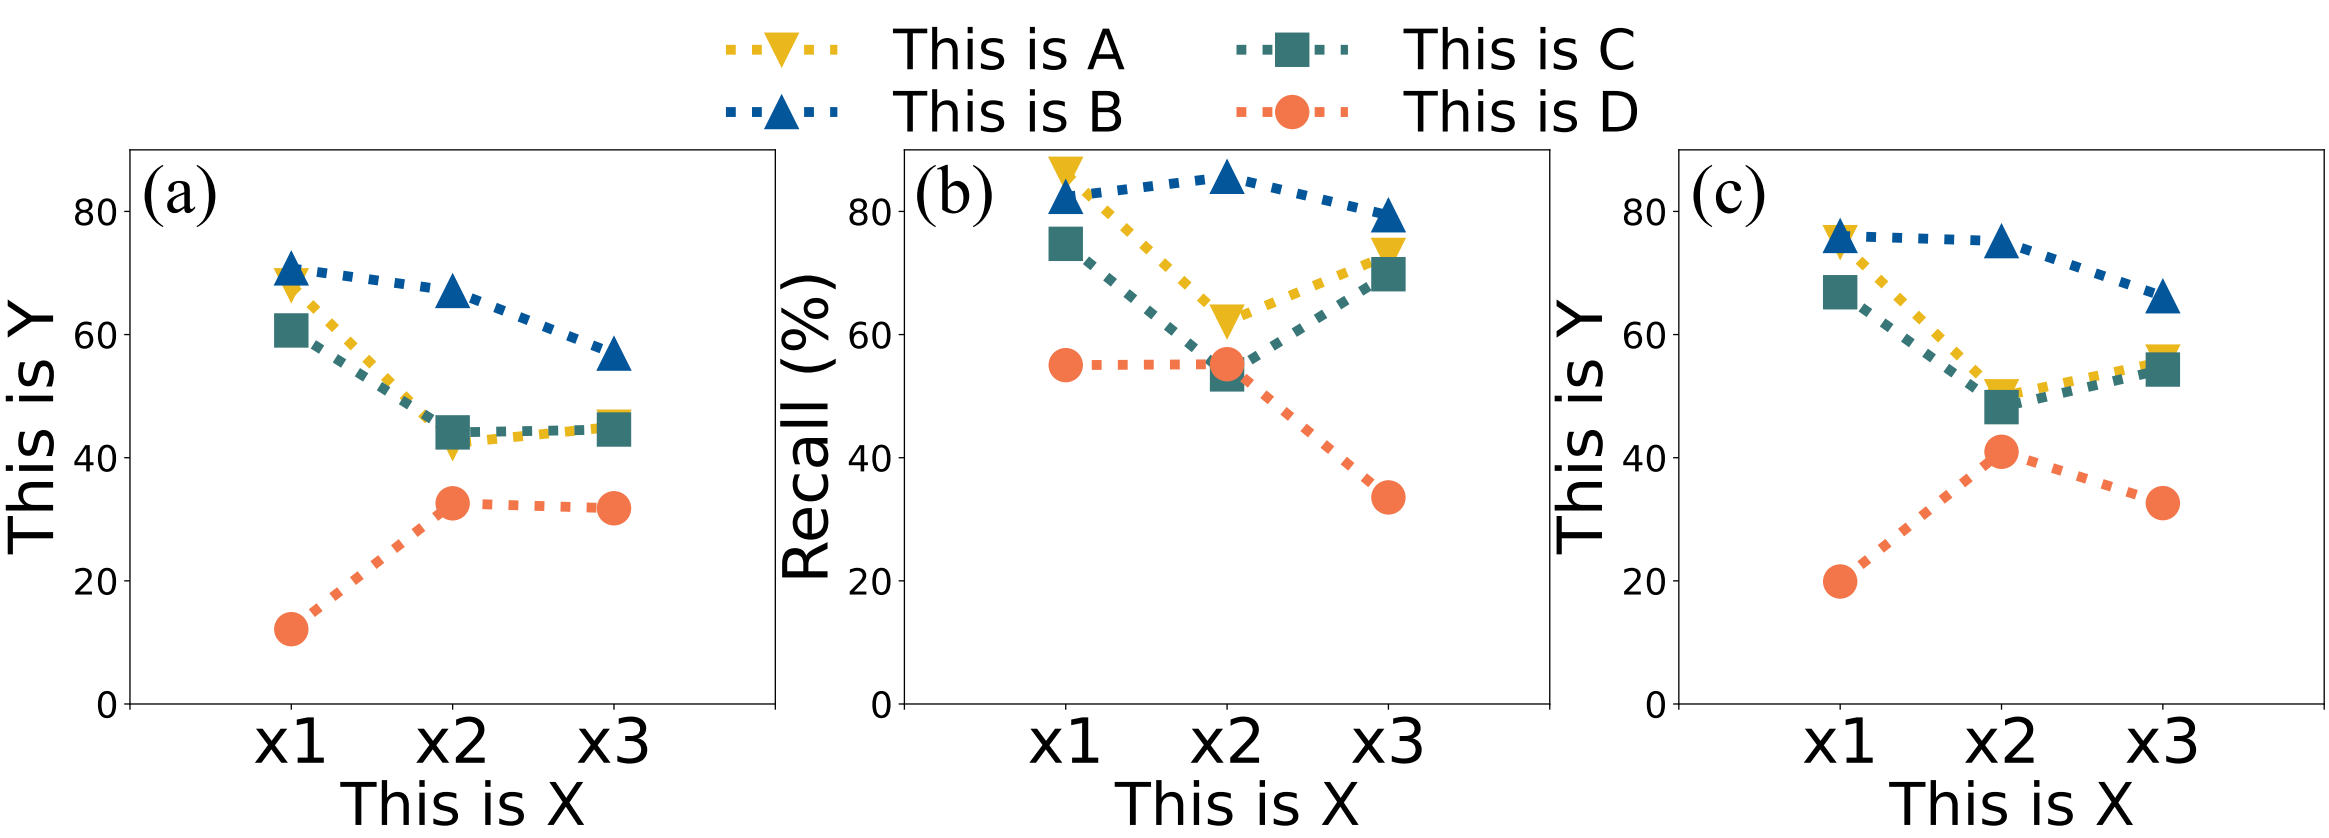 This is A
This is C
This is B
This is D
(a)
80
60
40
20
0
This is Y
x1 x2 x3
This is X
(b)
80
60
40
20
0
Recall (%)
x1 x2 x3
This is X
(c)
80
60
40
20
0
This is Y
x1 x2 x3
This is X